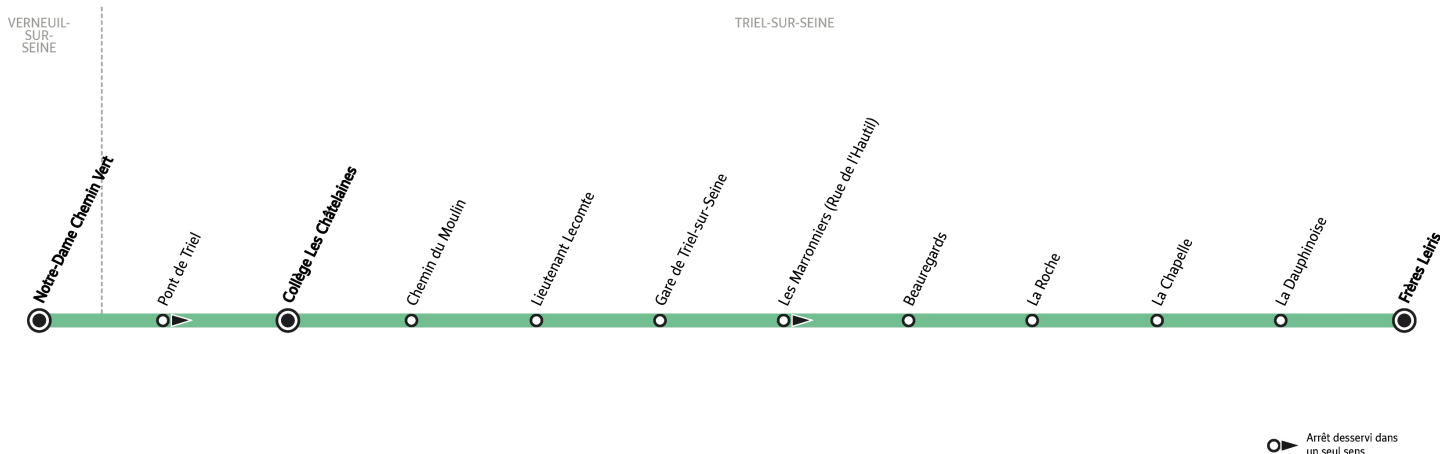 VERNEUIL-
SUR-
SEINE
TRIEL-SUR-SEINE
Notre-Dame Chemin Vert
Pont de Triel
Collège Les Châtelaines
Chemin du Moulin
Lieutenant Lecomte
Gare de Triel-sur-Seine
Les Marronniers (Rue de l'Hautil)
Beauregards
La Roche
La Chapelle
La Dauphinoise
Frères Leiris
Arrêt desservi dans
un seul sens